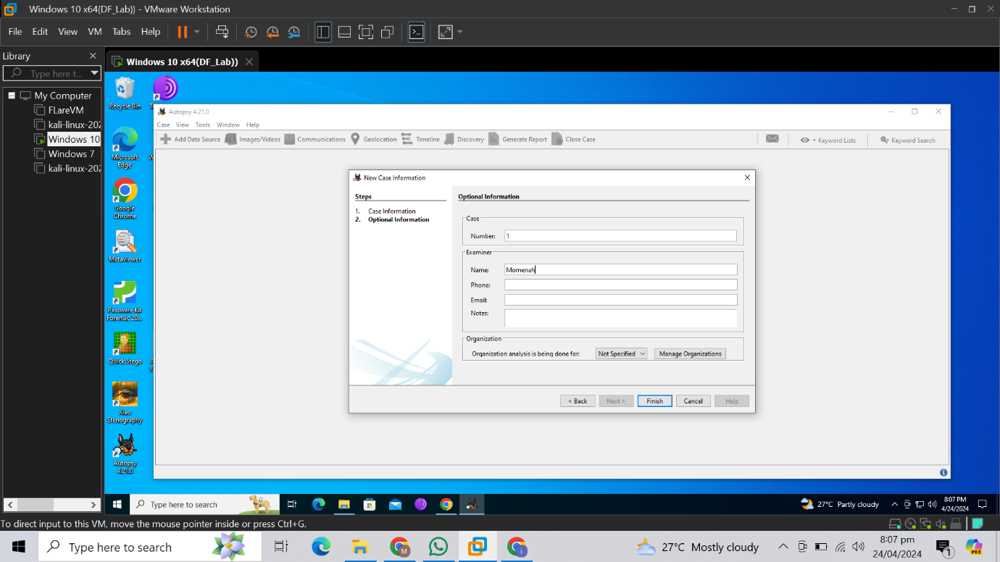 Windows 10 x64(DF_Lab)) - VMware Workstation
File Edit View VM Tabs Help
Library
Windows 10 x64(DF_Lab))
Type here t...
My Computer
FLareVM
kali-linux-202
Windows 10
Windows 7
kali-linux-202
Recycle Bin
Microsoft
Edge
Google
Chrome
Metaviewer
Passware Kit
Forensic 20...
Quick Stego
Xiao
Stenography
Autopsy
4.21.0
Autopsy 4.21.0
Case View Tools Window Help
Add Data Source Images/Videos Communications Geolocation Timeline Discovery Generate Report Close Case Keyword Lists Keyword Search
New Case Information
Steps
1. Case Information
2. Optional Information
Optional Information
Case
Number: 1
Examiner
Name: Momenah
Phone:
Email:
Notes:
Organization
Organization analysis is being done for: Not Specified Manage Organizations
< Back Next > Finish Cancel Help
Type here to search
27°C Partly cloudy
8:07 PM
4/24/2024
To direct input to this VM, move the mouse pointer inside or press Ctrl+G.
Type here to search
M
i
27°C Mostly cloudy
8:07 pm
24/04/2024
1
PRE